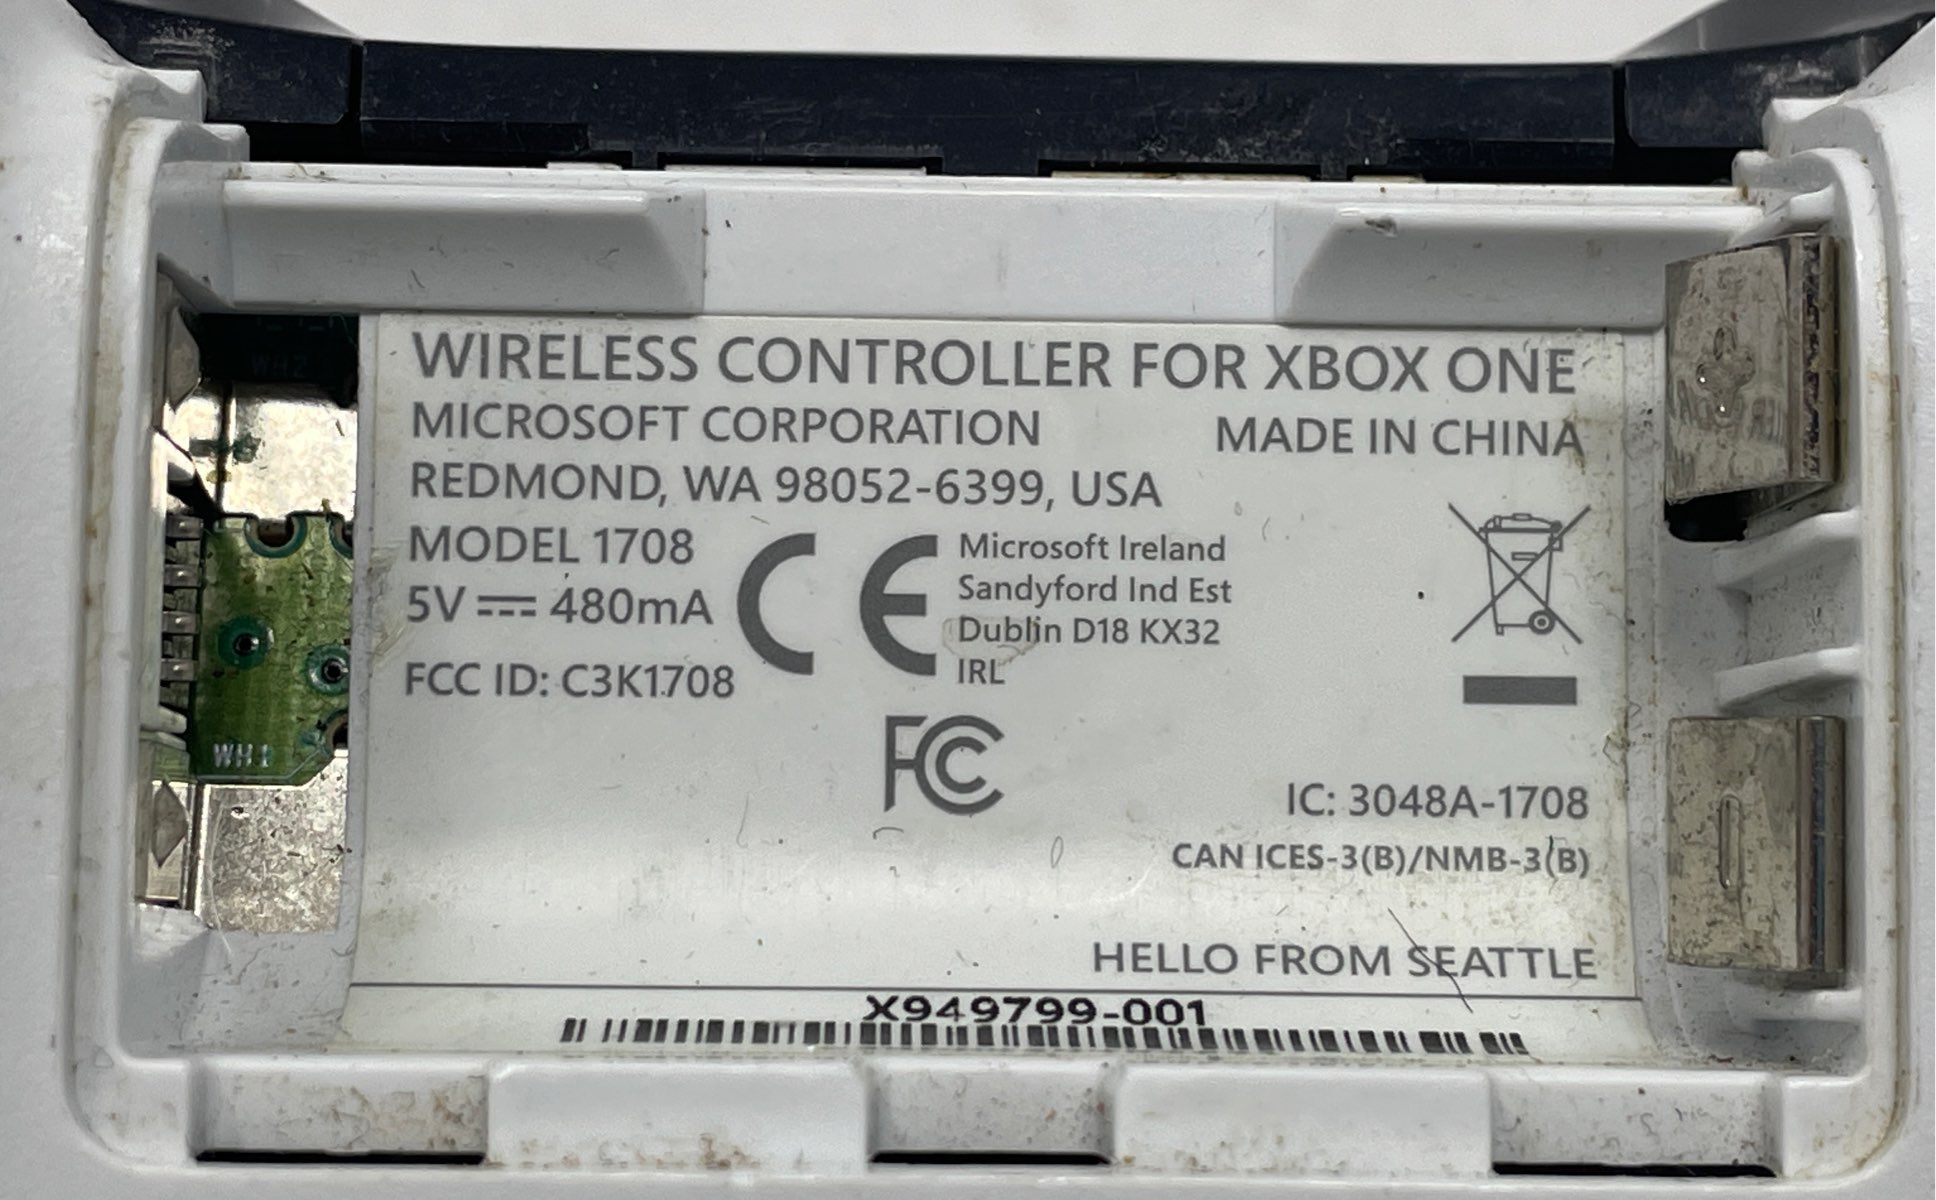 WH2
WIRELESS CONTROLLER FOR XBOX ONE
MICROSOFT CORPORATION MADE IN CHINA
REDMOND, WA 98052-6399, USA
MODEL 1708
5V ⎓ 480mA
FCC ID: C3K1708
CE
Microsoft Ireland
Sandyford Ind Est
Dublin D18 KX32
IRL
WH1
FC
IC: 3048A-1708
CAN ICES-3(B)/NMB-3(B)
HELLO FROM SEATTLE
X949799-001